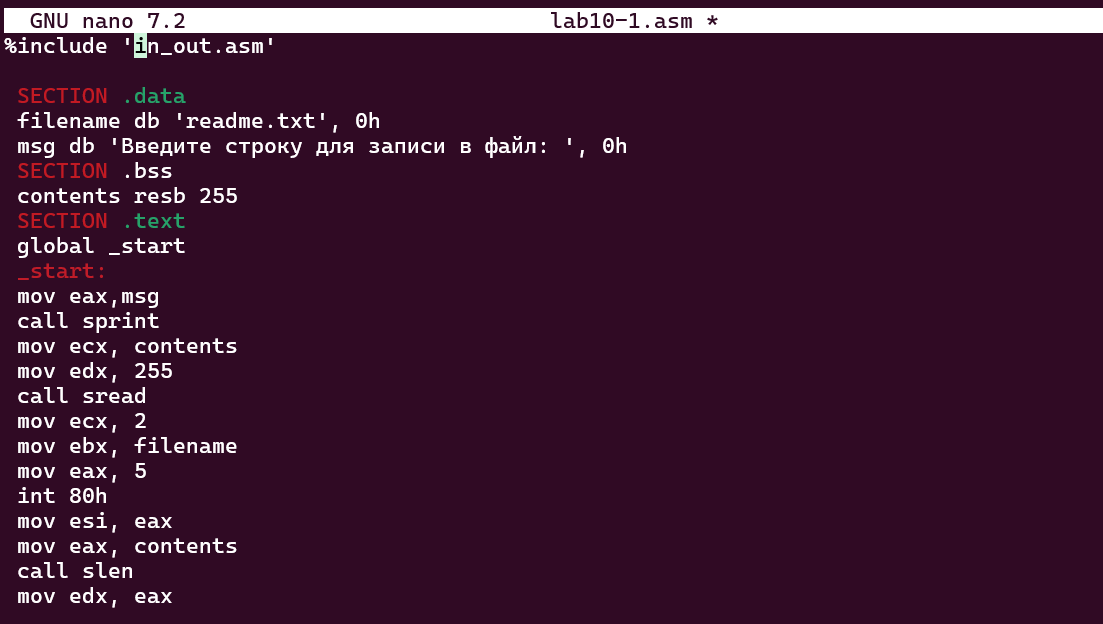 GNU nano 7.2 lab10-1.asm *
%include 'in_out.asm'
SECTION .data
filename db 'readme.txt', 0h
msg db 'Введите строку для записи в файл: ', 0h
SECTION .bss
contents resb 255
SECTION .text
global _start
_start:
mov eax,msg
call sprint
mov ecx, contents
mov edx, 255
call sread
mov ecx, 2
mov ebx, filename
mov eax, 5
int 80h
mov esi, eax
mov eax, contents
call slen
mov edx, eax